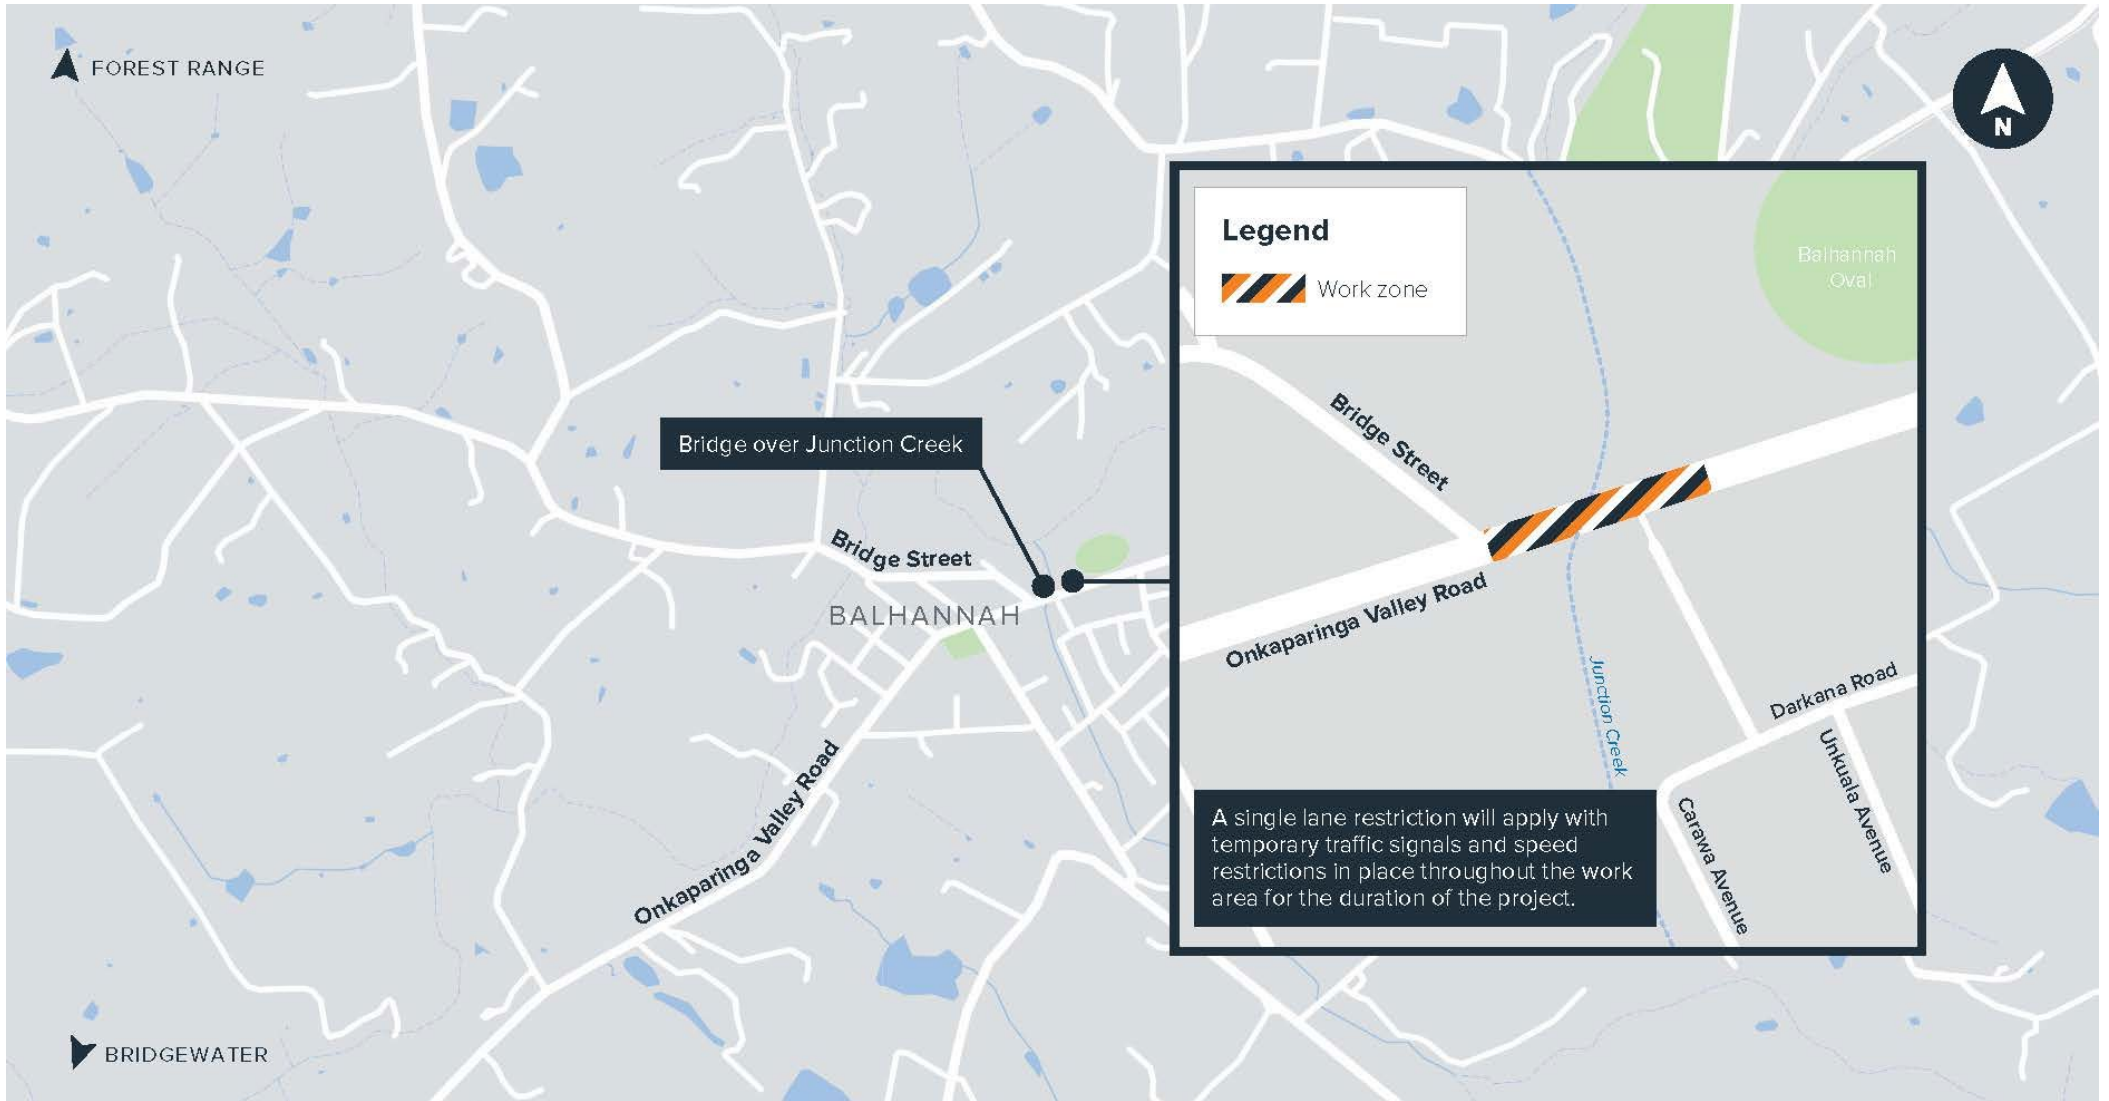 FOREST RANGE
N
Legend
Work zone
Balhannah
Oval
Bridge Street
Bridge over Junction Creek
Bridge Street
BALHANNAH
Onkaparinga Valley Road
Junction Creek
Darkana Road
Unkuala Avenue
Carawa Avenue
Onkaparinga Valley Road
A single lane restriction will apply with
temporary traffic signals and speed
restrictions in place throughout the work
area for the duration of the project.
BRIDGEWATER